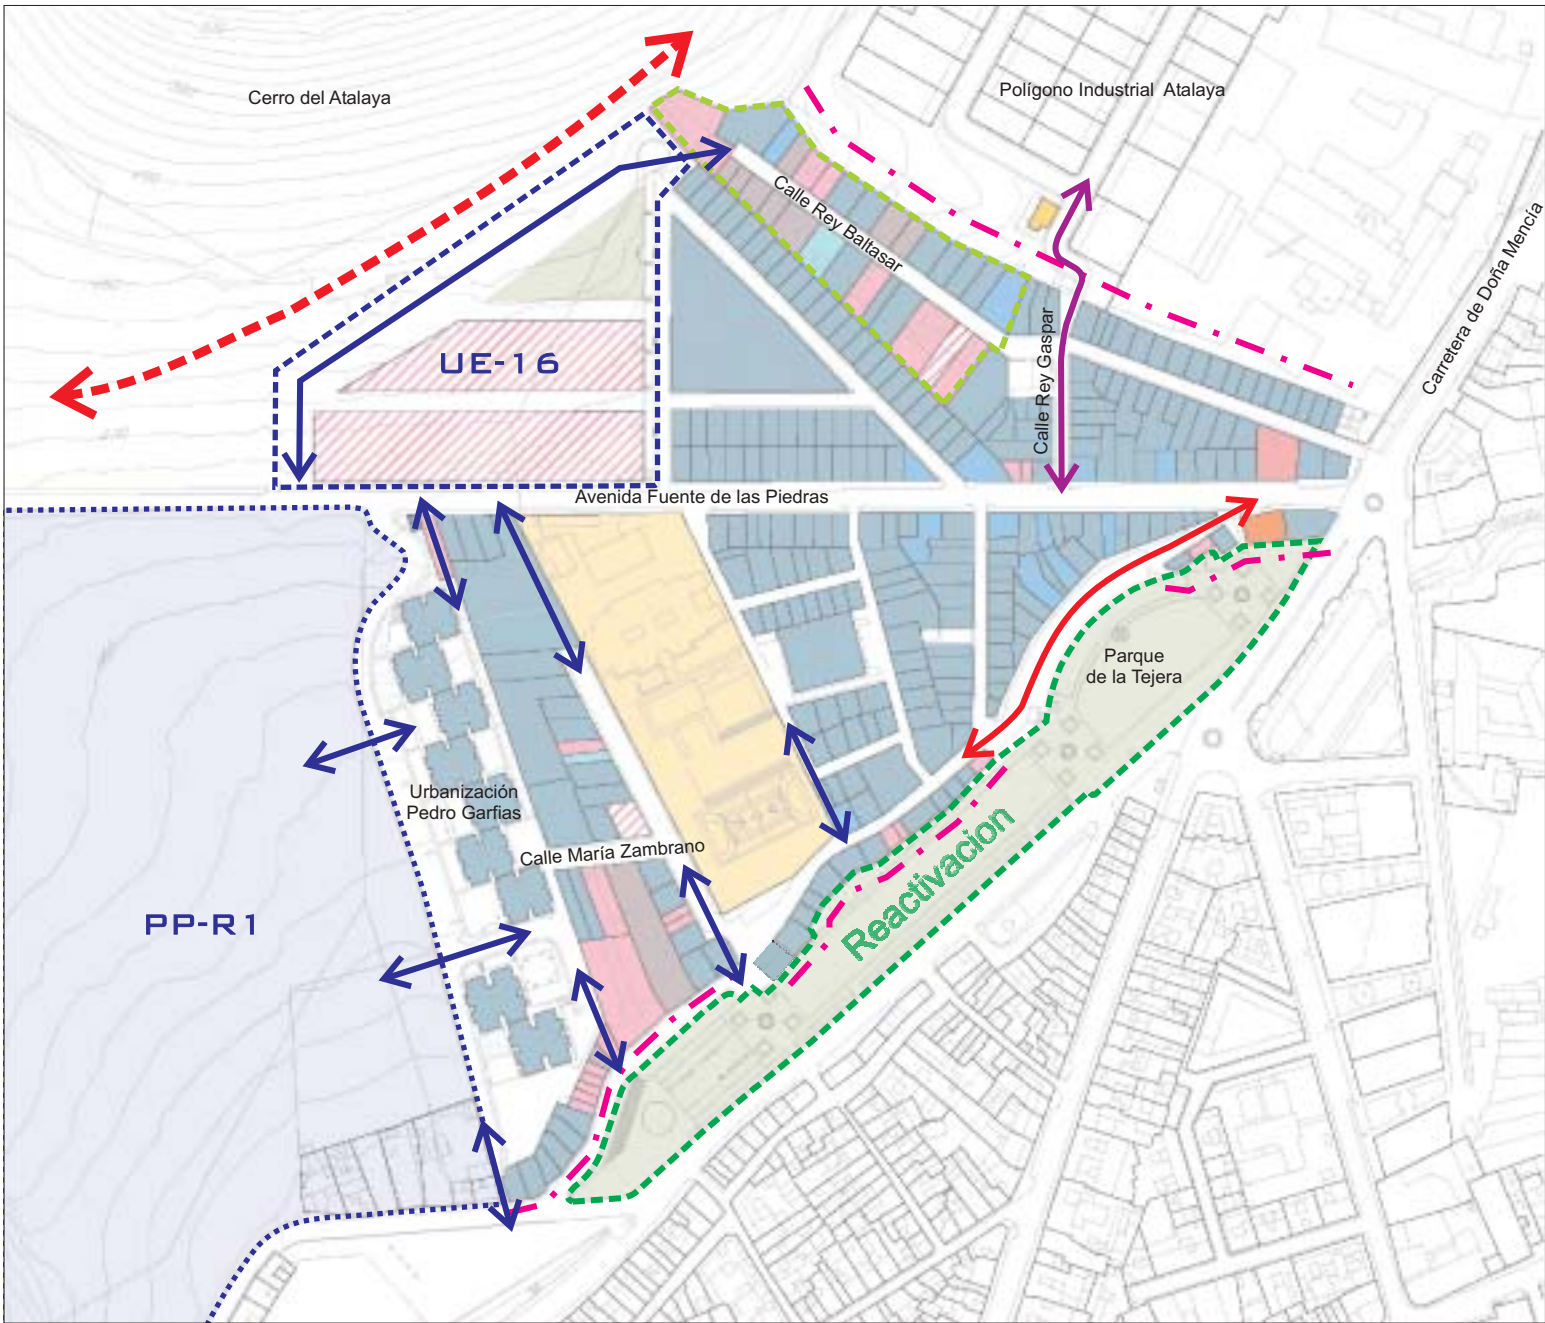 Cerro del Atalaya
Polígono Industrial Atalaya
Calle Rey Baltasar
Carretera de Doña Mencía
Calle Rey Gaspar
UE-16
Avenida Fuente de las Piedras
Parque
de la Tejera
Urbanización
Pedro Garfias
Calle María Zambrano
Reactivacion
PP-R1